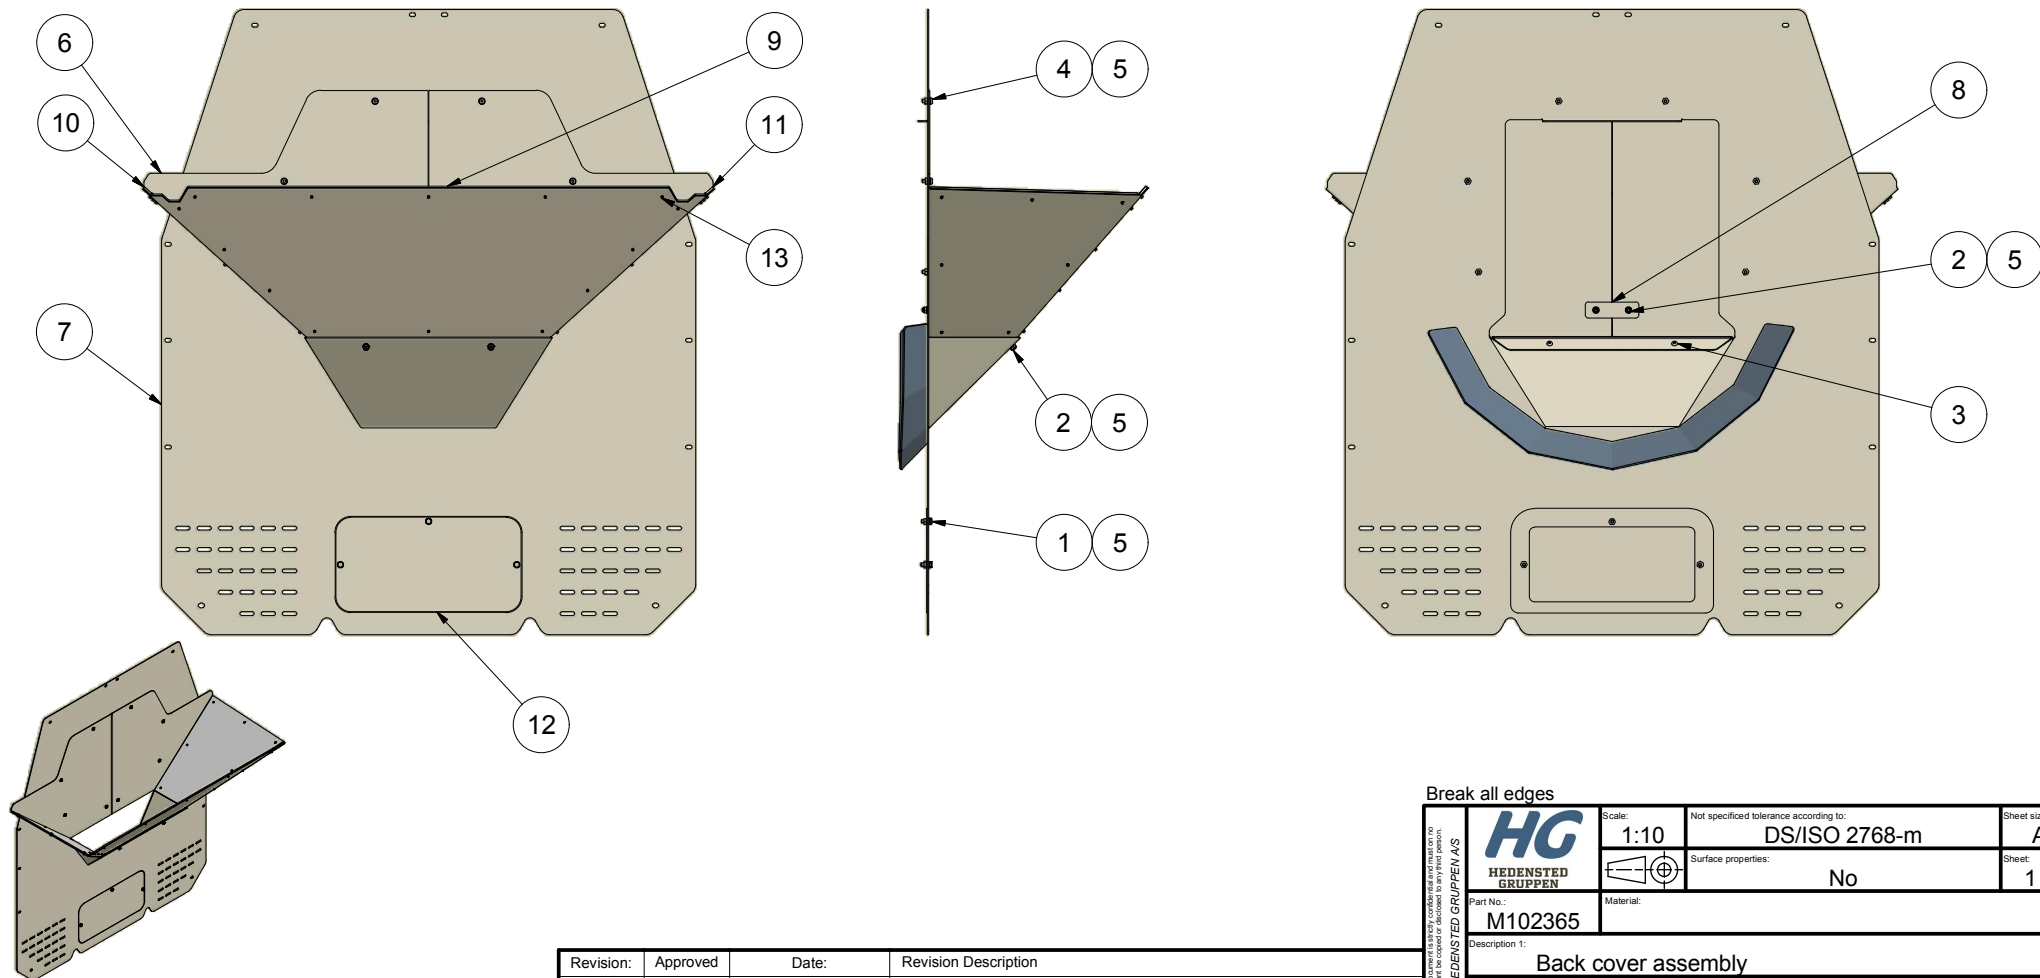 6
9
4 5
10
11
8
13
2 5
7
2 5
3
1 5
12
Break all edges
HG
HEDENSTED
GRUPPEN
Scale:
1:10
Not specificed tolerance according to:
DS/ISO 2768-m
Surface properties:
No
Sheet:
1
Part No.:
M102365
Material:
Description 1:
Back cover assembly
Revision: Approved Date: Revision Description